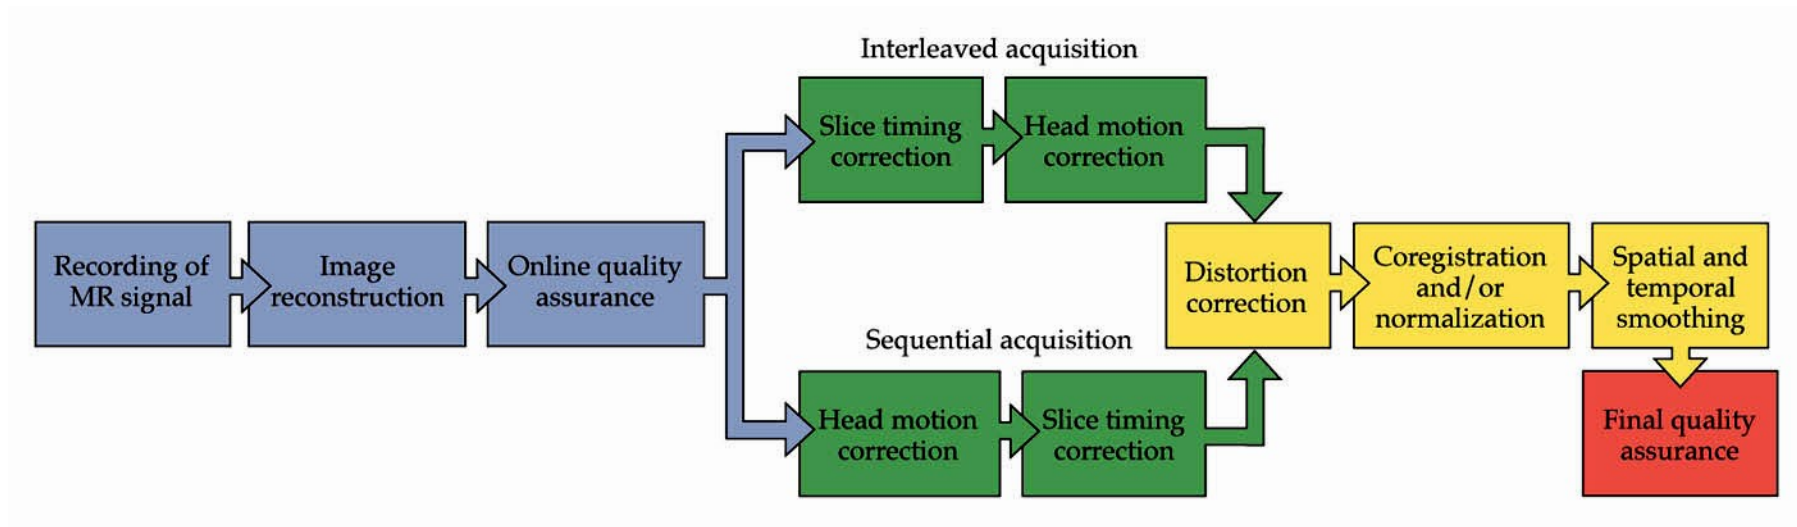 Interleaved acquisition
Slice timing
correction
Head motion
correction
Recording of
MR signal
Image
reconstruction
Online quality
assurance
Distortion
correction
Coregistration
and/or
normalization
Spatial and
temporal
smoothing
Sequential acquisition
Head motion
correction
Slice timing
correction
Final quality
assurance